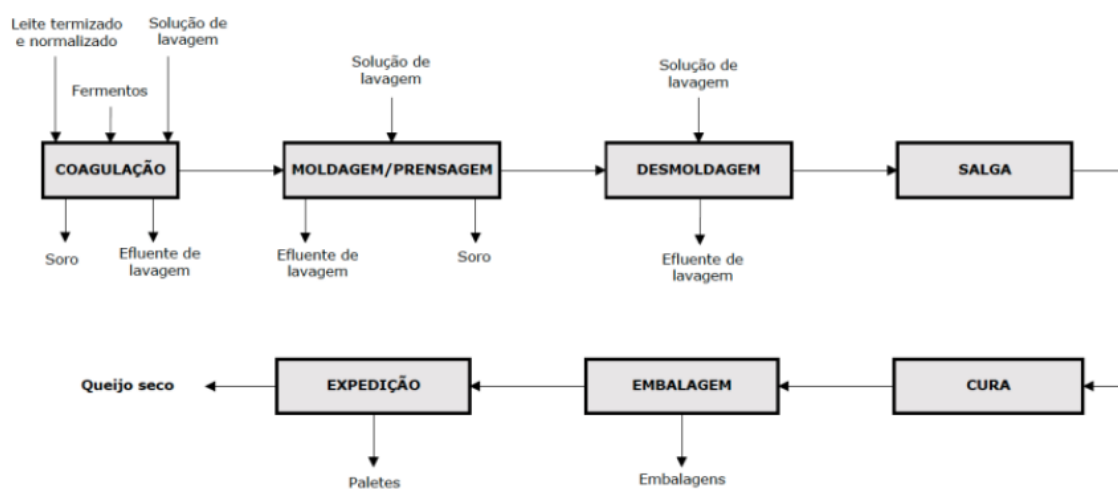 Leite termizado
e normalizado
Solução de
lavagem
Fermentos
Solução de
lavagem
Solução de
lavagem
COAGULAÇÃO
MOLDAGEM/PRENSAGEM
DESMOLDAGEM
SALGA
Soro
Efluente de
lavagem
Efluente de
lavagem
Soro
Efluente de
lavagem
Queijo seco
EXPEDIÇÃO
EMBALAGEM
CURA
Paletes
Embalagens